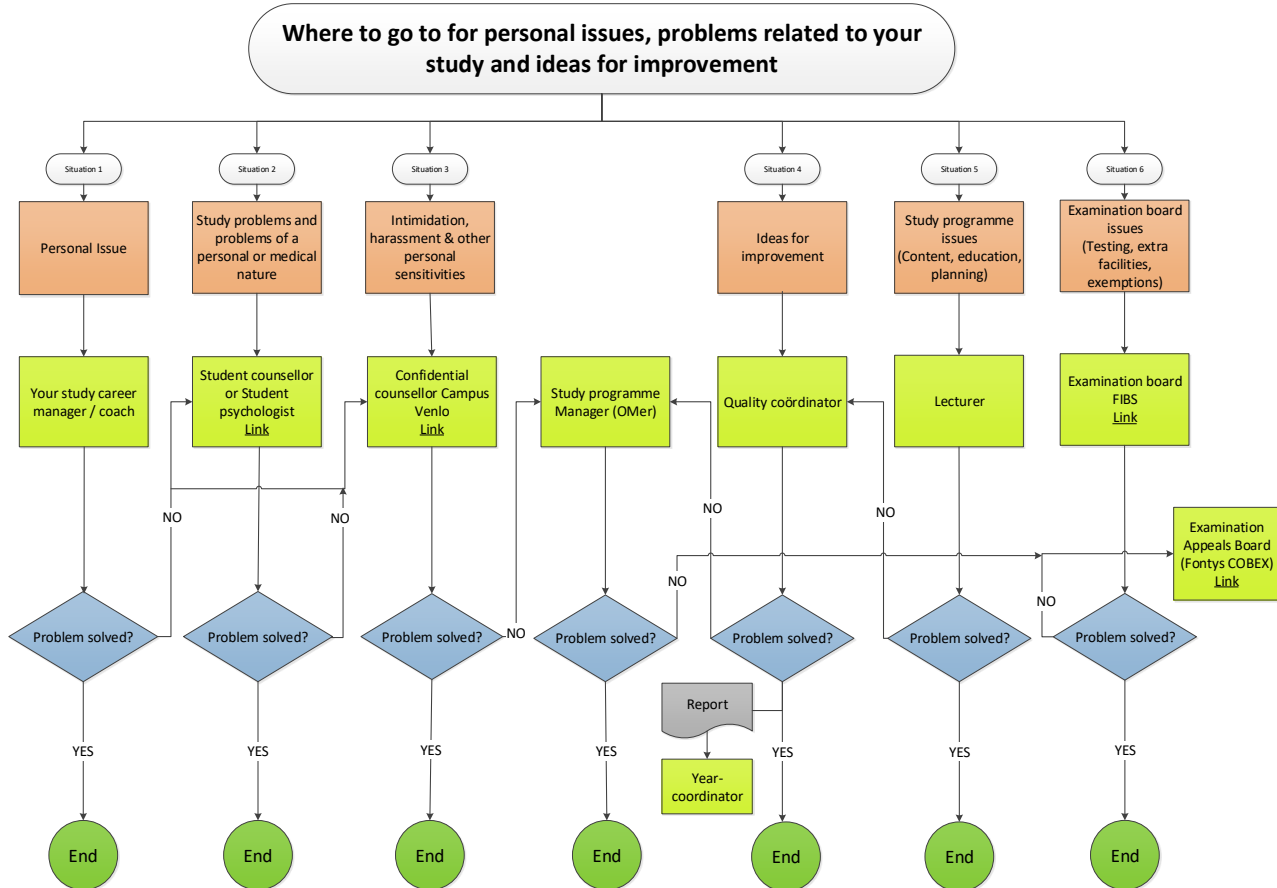 Where to go to for personal issues, problems related to your
study and ideas for improvement
Situation 1
Situation 2
Situation 3
Situation 4
Situation 5
Situation 6
Personal Issue
Study problems and
problems of a
personal or medical
nature
Intimidation,
harassment & other
personal
sensitivities
Ideas for
improvement
Study programme
issues
(Content, education,
planning)
Examination board
issues
(Testing, extra
facilities,
exemptions)
Your study career
manager / coach
Student counsellor
or Student
psychologist
Link
Confidential
counsellor Campus
Venlo
Link
Study programme
Manager (OMer)
Quality coördinator
Lecturer
Examination board
FIBS
Link
NO
NO
NO
NO
NO
NO
NO
Examination
Appeals Board
(Fontys COBEX)
Link
Problem solved?
Problem solved?
Problem solved?
Problem solved?
Problem solved?
Problem solved?
Problem solved?
Report
Year-
coordinator
YES
YES
YES
YES
YES
YES
YES
End
End
End
End
End
End
End